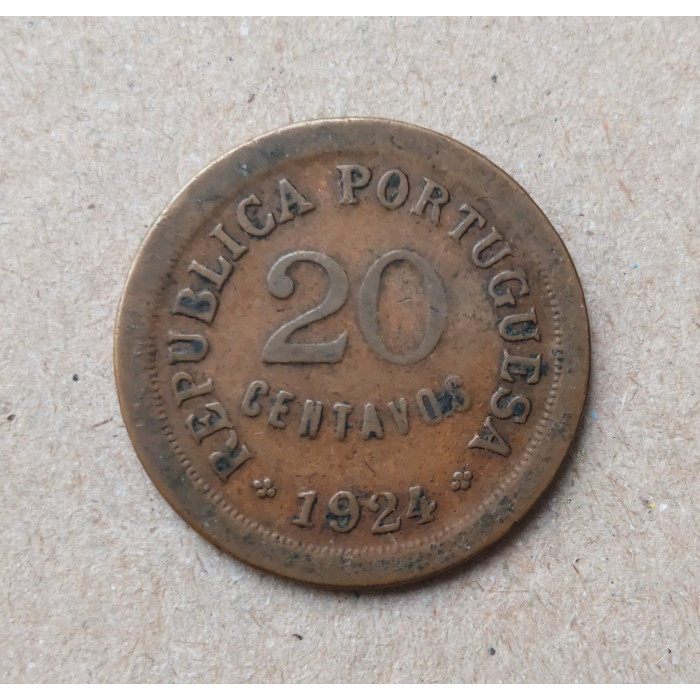 REPUBLICA PORTUGUESA
20
CENTAVOS
1924